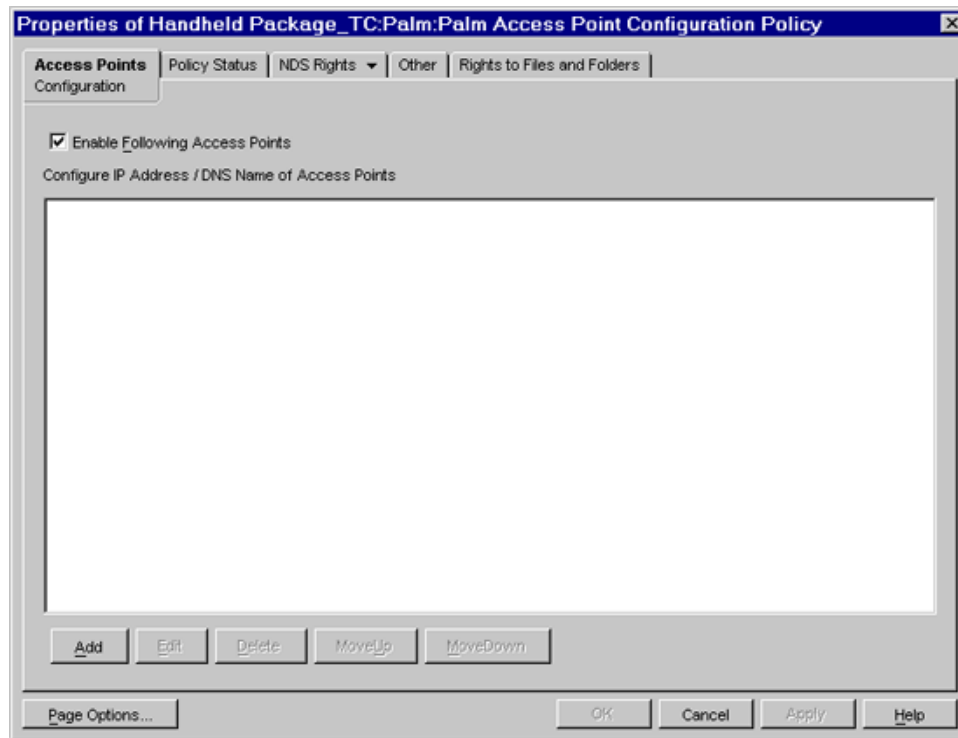 Properties of Handheld Package_TC:Palm:Palm Access Point Configuration Policy
Access Points Policy Status NDS Rights Other Rights to Files and Folders
Configuration
Enable Following Access Points
Configure IP Address / DNS Name of Access Points
Add Edit Delete MoveUp MoveDown
Page Options... OK Cancel Apply Help